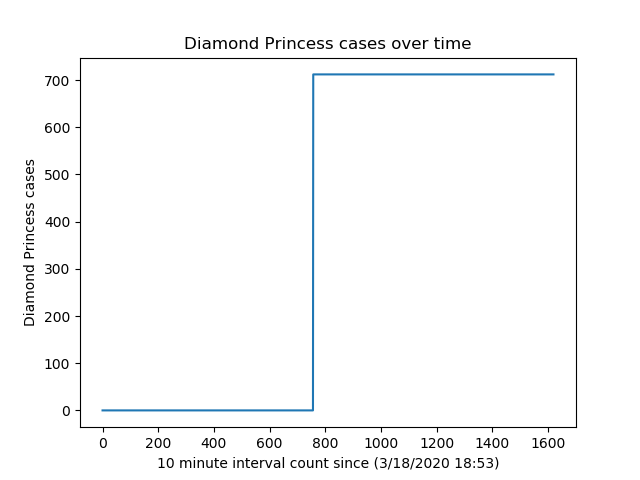 Diamond Princess cases over time
Diamond Princess cases
700
600
500
400
300
200
100
0
0 200 400 600 800 1000 1200 1400 1600
10 minute interval count since (3/18/2020 18:53)